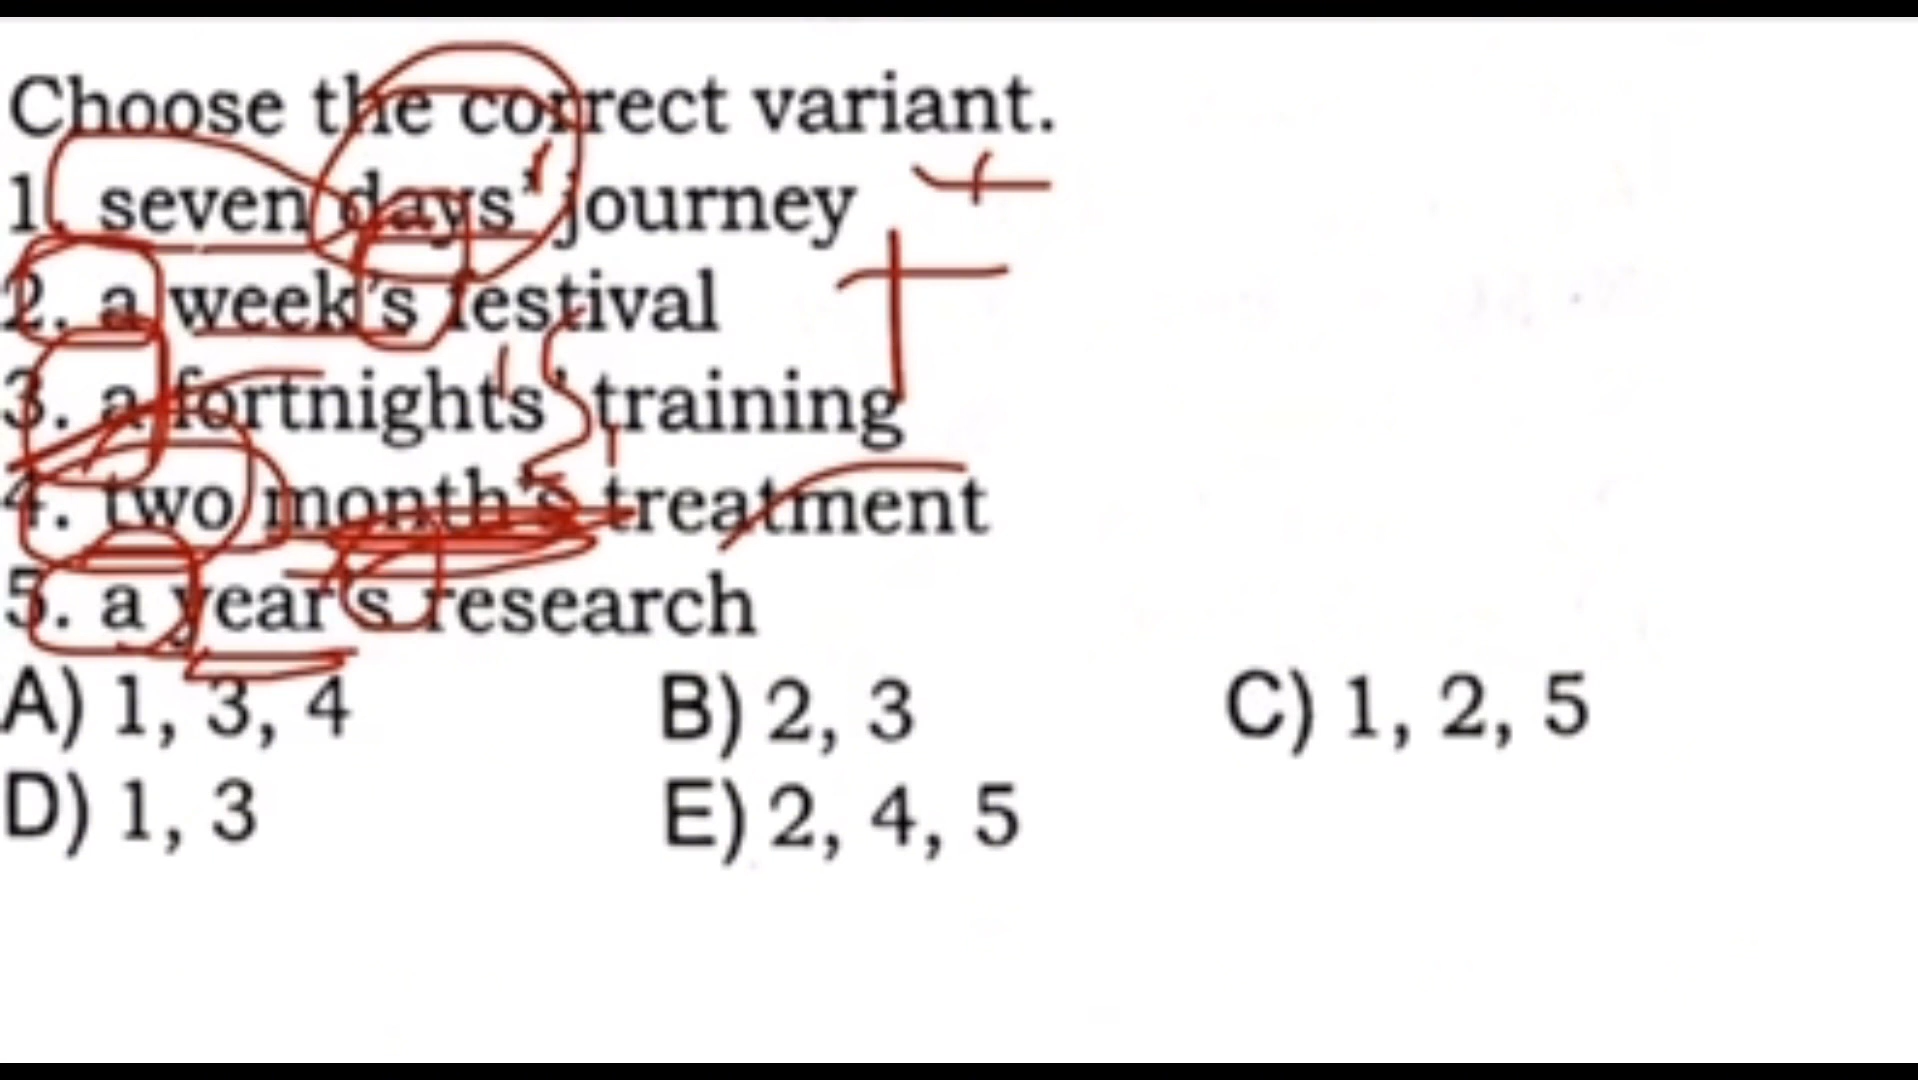 Choose the correct variant.
1. seven days' journey
2. a week's festival
3. a fortnights' training
4. two month's treatment
5. a year's research
A) 1, 3, 4 B) 2, 3 C) 1, 2, 5
D) 1, 3 E) 2, 4, 5